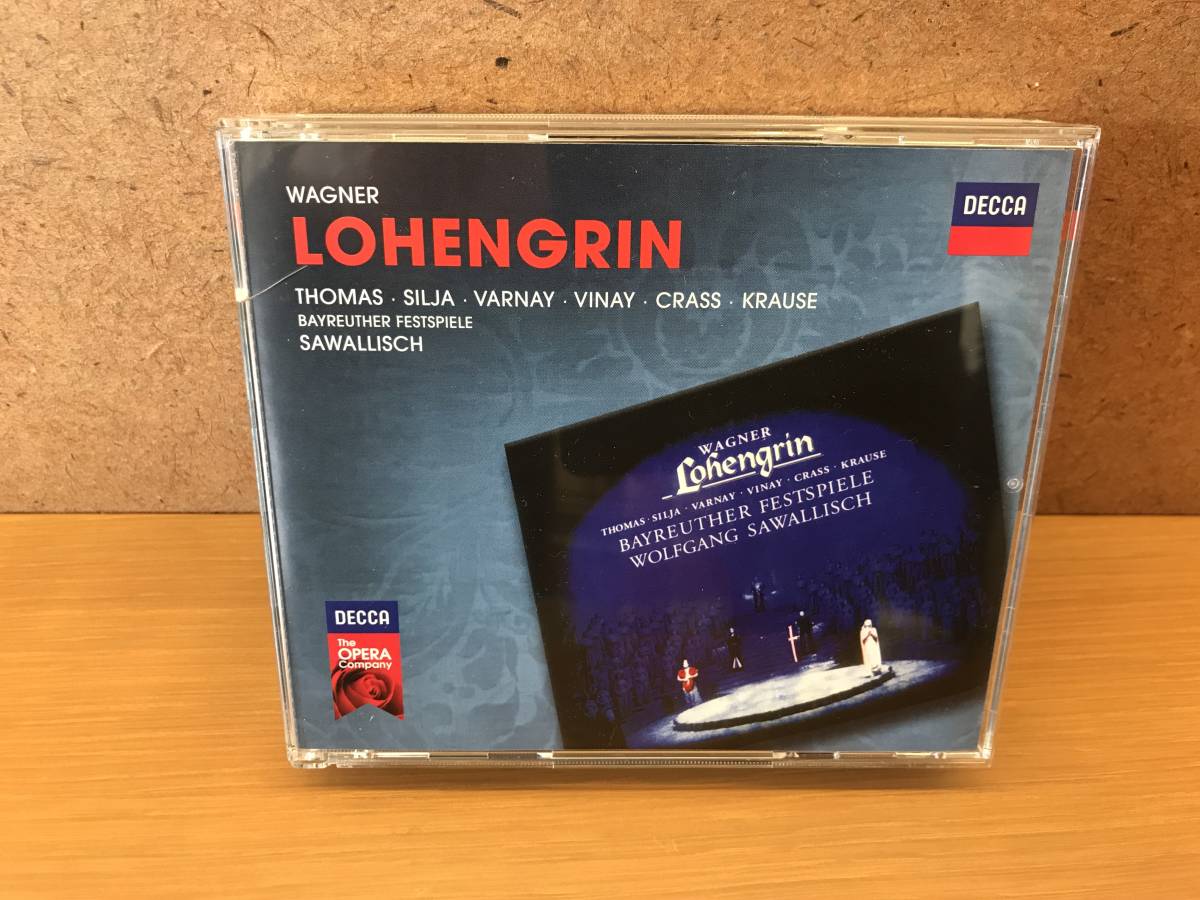 WAGNER
LOHENGRIN
THOMAS · SILJA · VARNAY · VINAY · CRASS · KRAUSE
BAYREUTHER FESTSPIELE
SAWALLISCH
DECCA
WAGNER
Lohengrin
THOMAS · SILJA · VARNAY · VINAY · CRASS · KRAUSE
BAYREUTHER FESTSPIELE
WOLFGANG SAWALLISCH
DECCA
The
OPERA
Company